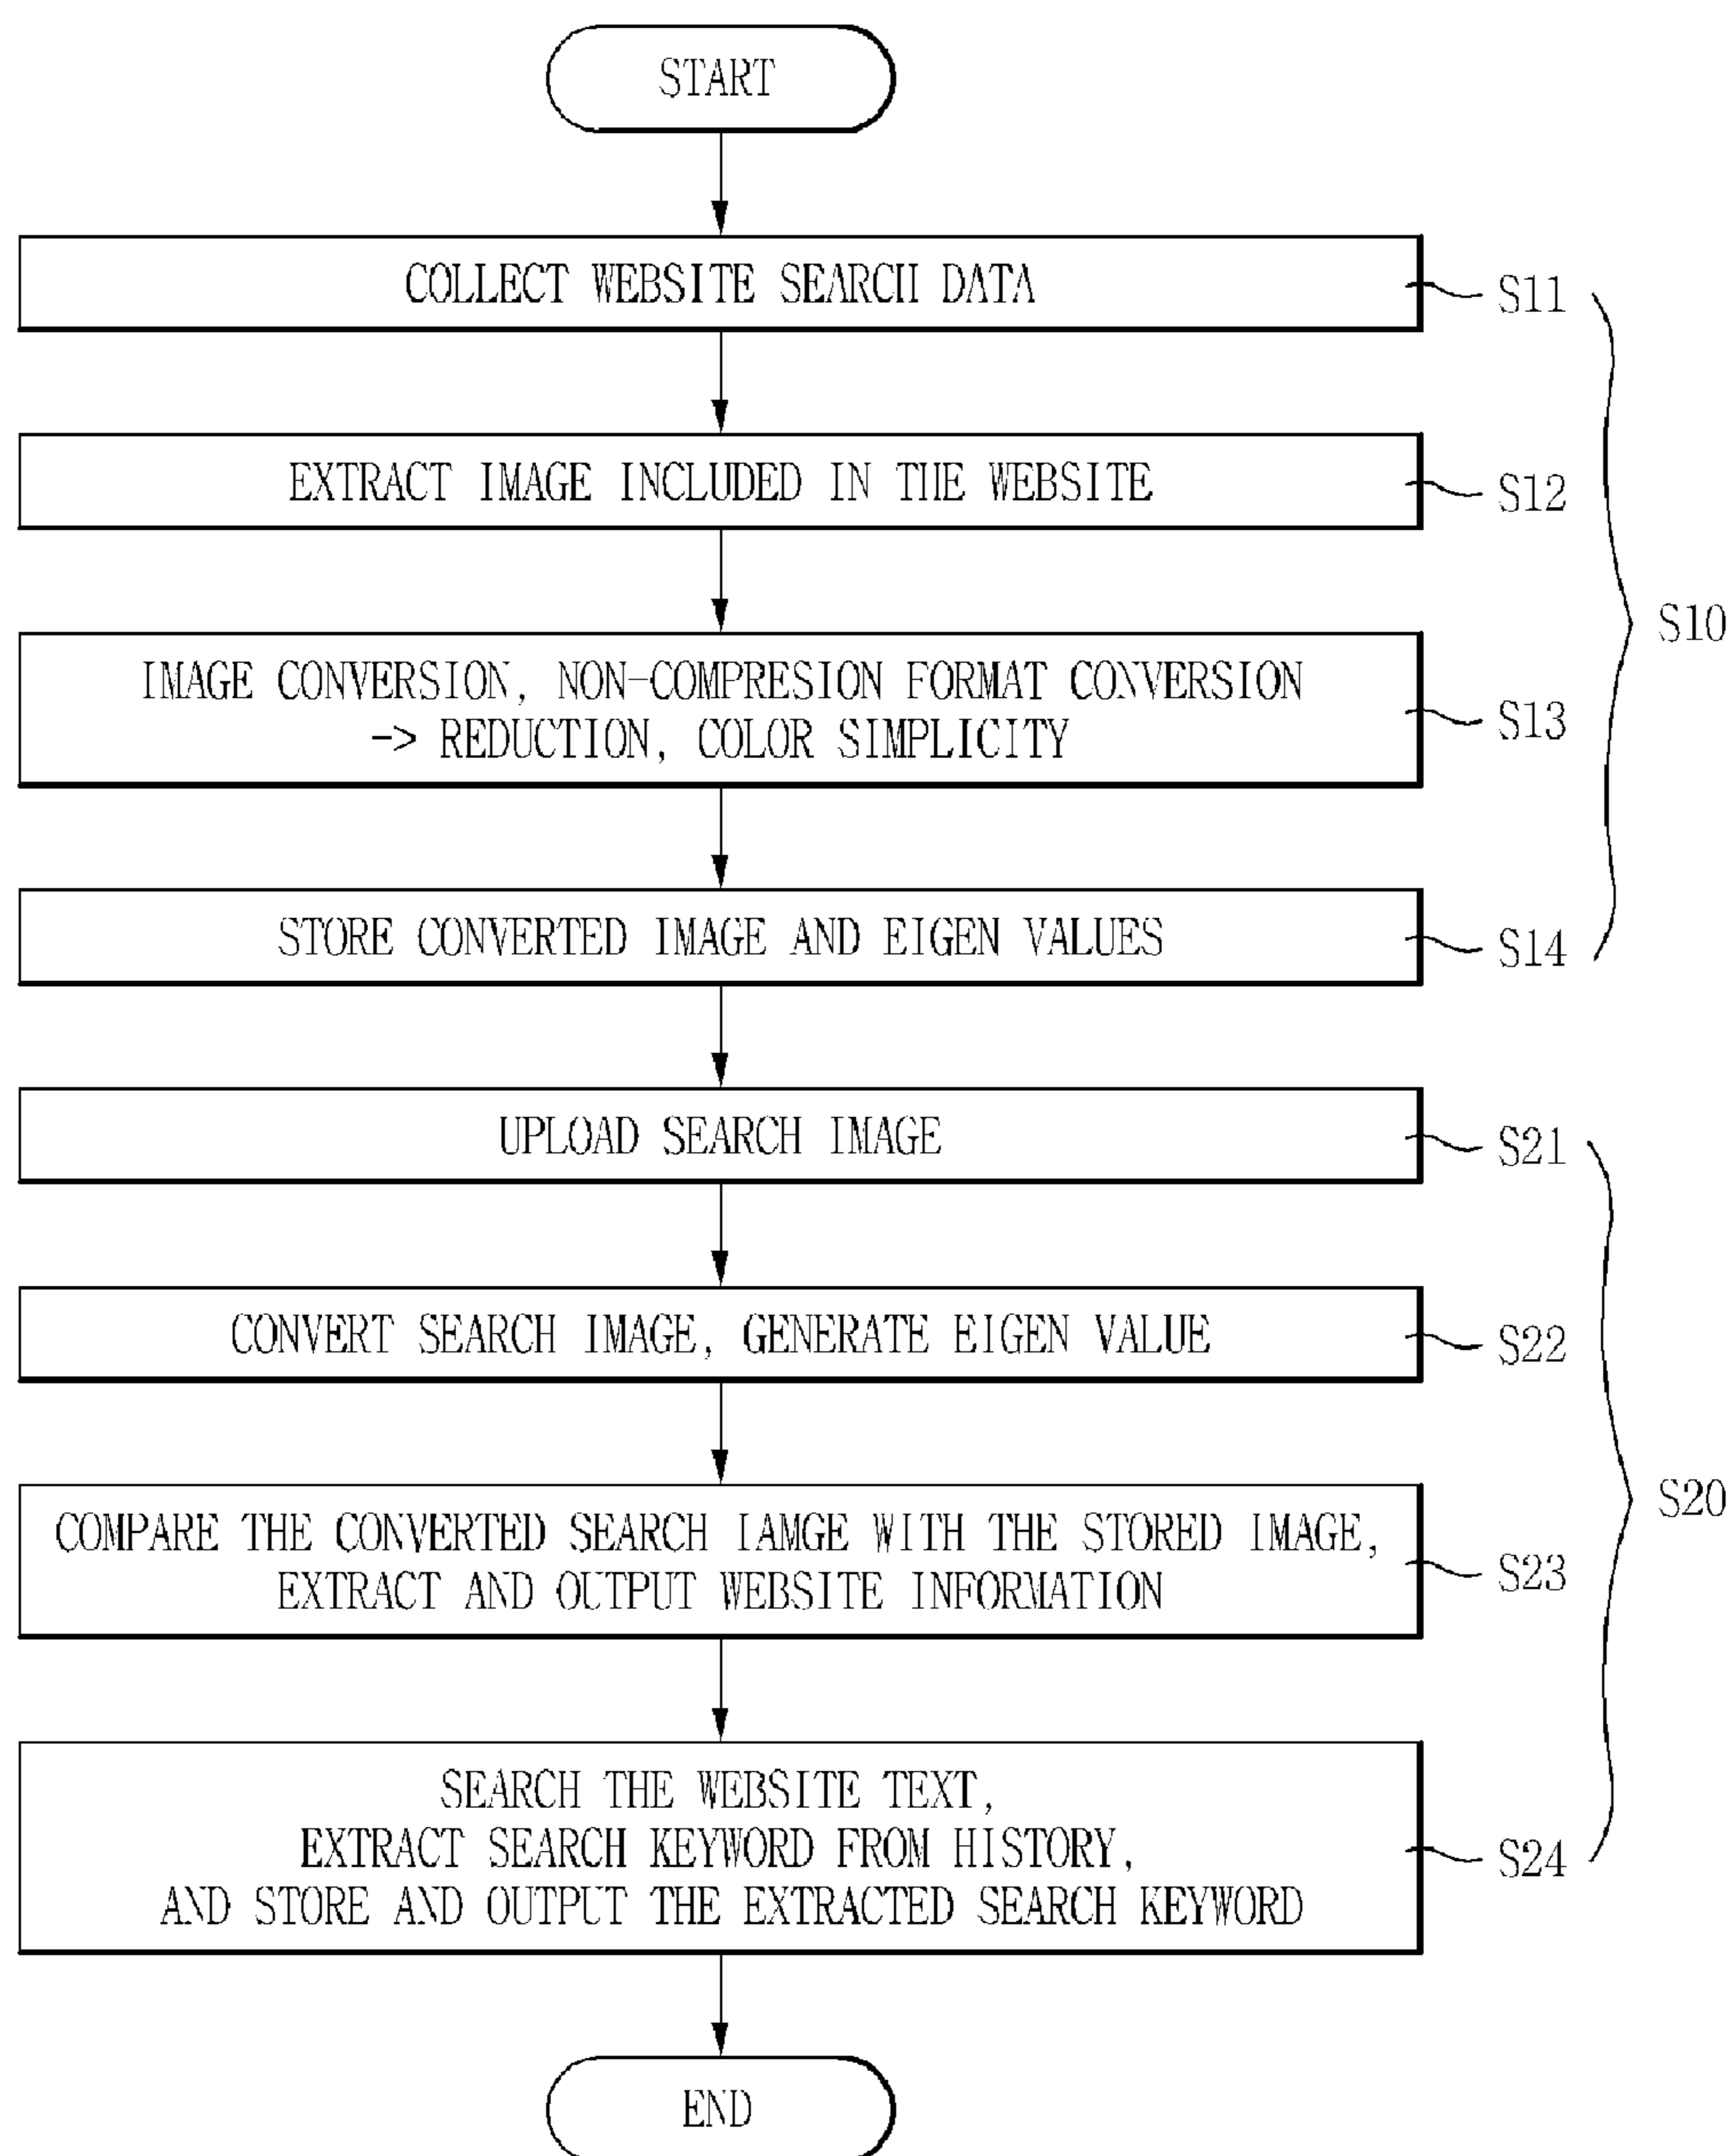 START
COLLECT WEBSITE SEARCH DATA
S11
EXTRACT IMAGE INCLUDED IN THE WEBSITE
S12
S10
IMAGE CONVERSION, NON-COMPRESION FORMAT CONVERSION
-> REDUCTION, COLOR SIMPLICITY
S13
STORE CONVERTED IMAGE AND EIGEN VALUES
S14
UPLOAD SEARCH IMAGE
S21
CONVERT SEARCH IMAGE, GENERATE EIGEN VALUE
S22
S20
COMPARE THE CONVERTED SEARCH IAMGE WITH THE STORED IMAGE,
EXTRACT AND OUTPUT WEBSITE INFORMATION
S23
SEARCH THE WEBSITE TEXT,
EXTRACT SEARCH KEYWORD FROM HISTORY,
AND STORE AND OUTPUT THE EXTRACTED SEARCH KEYWORD
S24
END